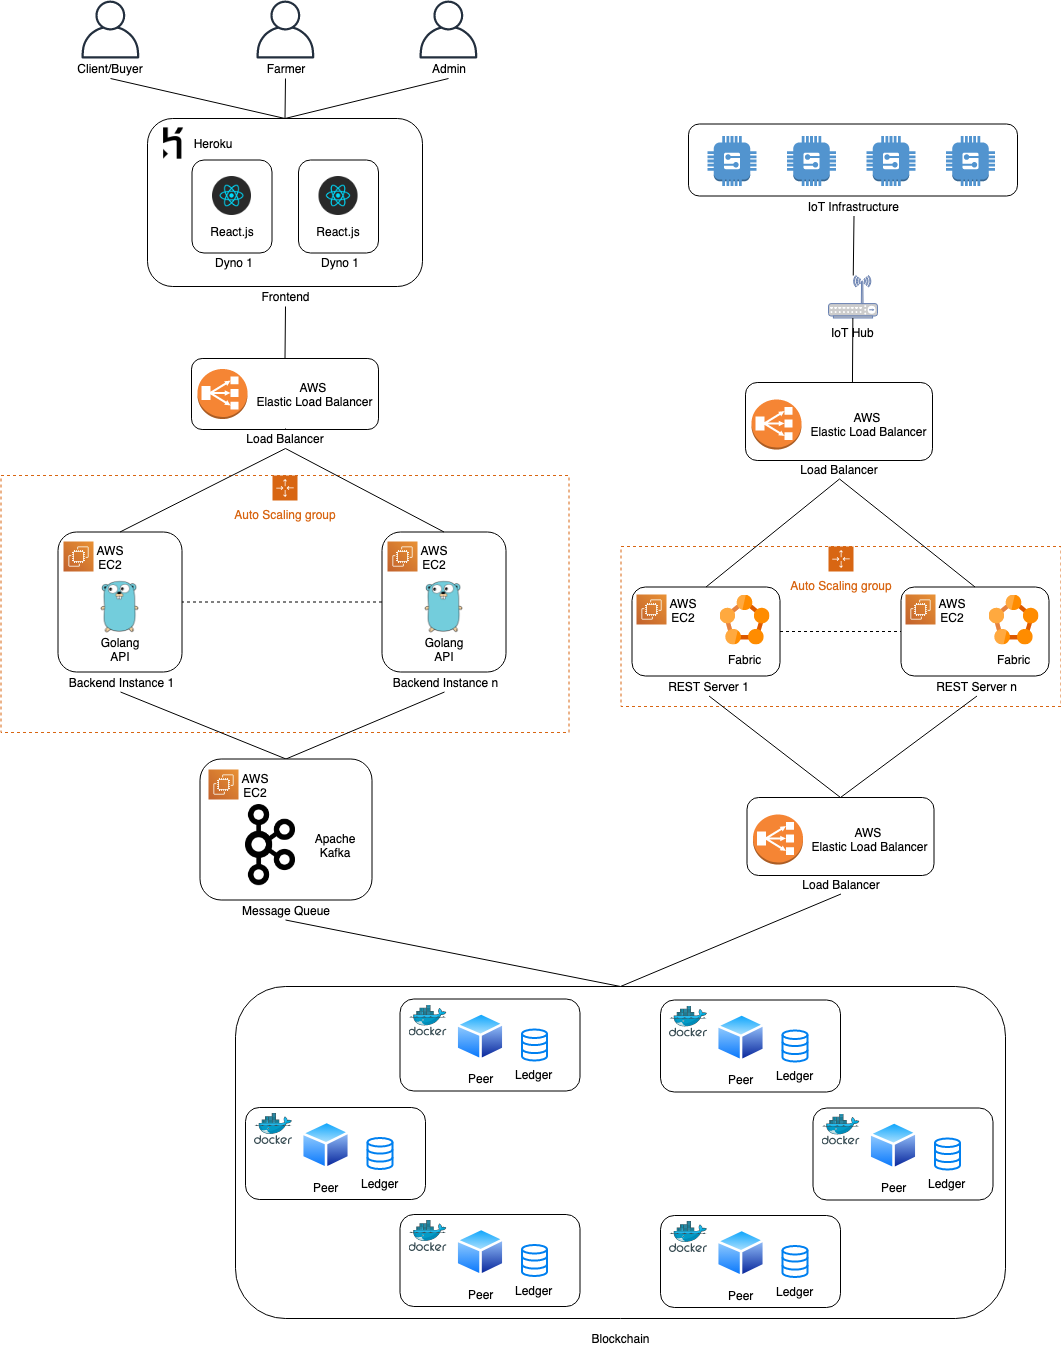 Client/Buyer
Farmer
Admin
Heroku
React.js
React.js
Dyno 1
Dyno 1
Frontend
AWS
Elastic Load Balancer
Load Balancer
Auto Scaling group
AWS
EC2
Golang
API
Backend Instance 1
AWS
EC2
Golang
API
Backend Instance n
AWS
EC2
Apache
Kafka
Message Queue
IoT Infrastructure
IoT Hub
AWS
Elastic Load Balancer
Load Balancer
Auto Scaling group
AWS
EC2
Fabric
REST Server 1
AWS
EC2
Fabric
REST Server n
AWS
Elastic Load Balancer
Load Balancer
docker
Peer
Ledger
docker
Peer
Ledger
docker
Peer
Ledger
docker
Peer
Ledger
docker
Peer
Ledger
docker
Peer
Ledger
Blockchain